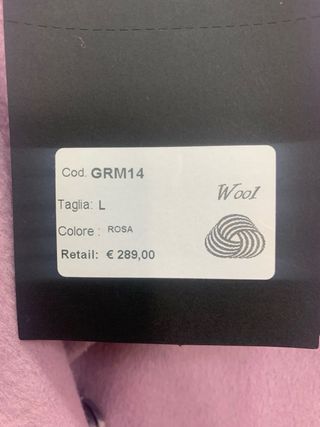 Cod. GRM14
Wool
Taglia: L
Colore : ROSA
Retail: € 289,00